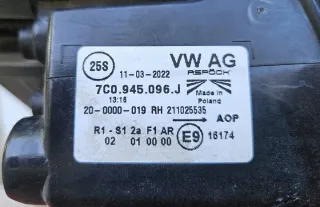 25S
VW AG
11-03-2022
ASPÖCK
7C0.945.096.J
13:16
Made in
Poland
20-0000-019 RH 211025535
R1 - S1 2a F1 AR
AOP
02 01 00 00
E9
16174